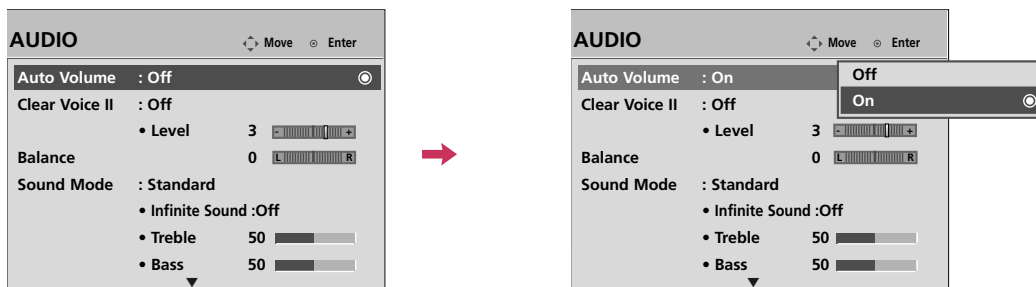 AUDIO Move Enter
Auto Volume : Off
Clear Voice II : Off
• Level 3 - +
Balance 0 L R
Sound Mode : Standard
• Infinite Sound :Off
• Treble 50
• Bass 50
AUDIO Move Enter
Auto Volume : On
Off
On
Clear Voice II : Off
• Level 3 - +
Balance 0 L R
Sound Mode : Standard
• Infinite Sound :Off
• Treble 50
• Bass 50